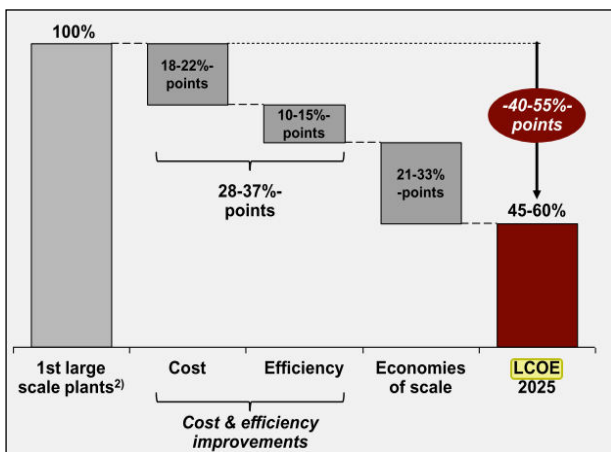 100%
18-22%-
points
10-15%-
points
28-37%-
points
21-33%
-points
-40-55%-
points
45-60%
1st large
scale plants2)
Cost
Efficiency
Economies
of scale
LCOE
2025
Cost & efficiency
improvements